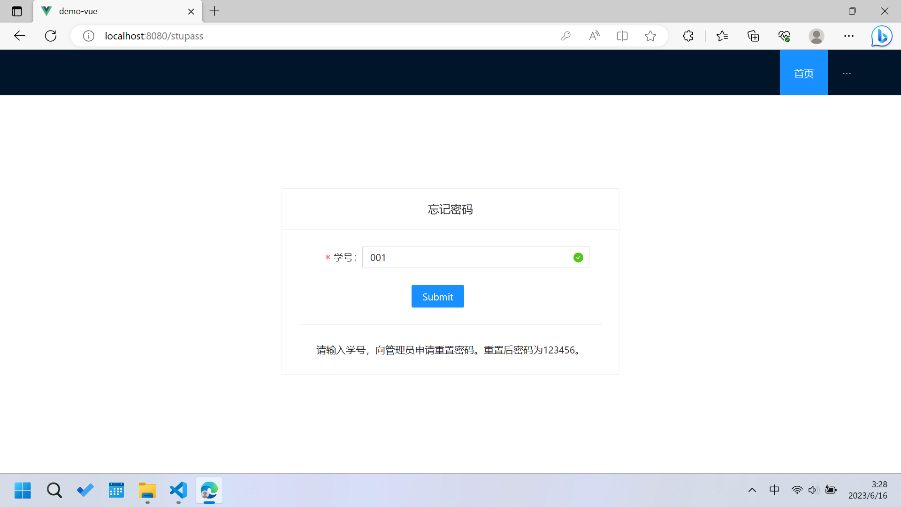 demo-vue
localhost:8080/stupass
首页
···
忘记密码
* 学号: 001
Submit
请输入学号，向管理员申请重置密码。重置后密码为123456。
中
3:28
2023/6/16